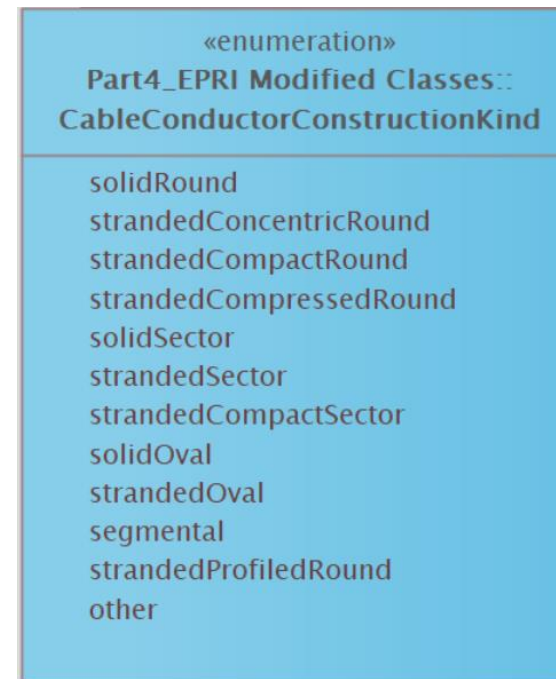 «enumeration»
Part4_EPRI Modified Classes::
CableConductorConstructionKind
solidRound
strandedConcentricRound
strandedCompactRound
strandedCompressedRound
solidSector
strandedSector
strandedCompactSector
solidOval
strandedOval
segmental
strandedProfiledRound
other